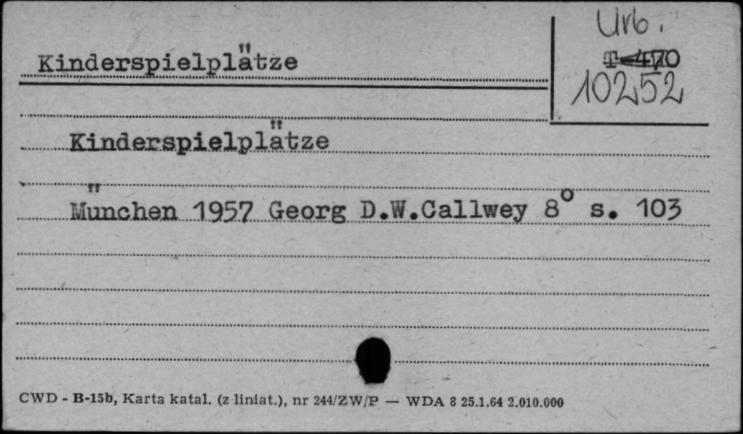 Urb.
Kinderspielplätze
T-470
10252
Kinderspielplätze
München 1957 Georg D.W.Callwey 8° s. 103
CWD - B-15b, Karta katal. (z liniat.), nr 244/ZW/P — WDA 8 25.1.64 2.010.000